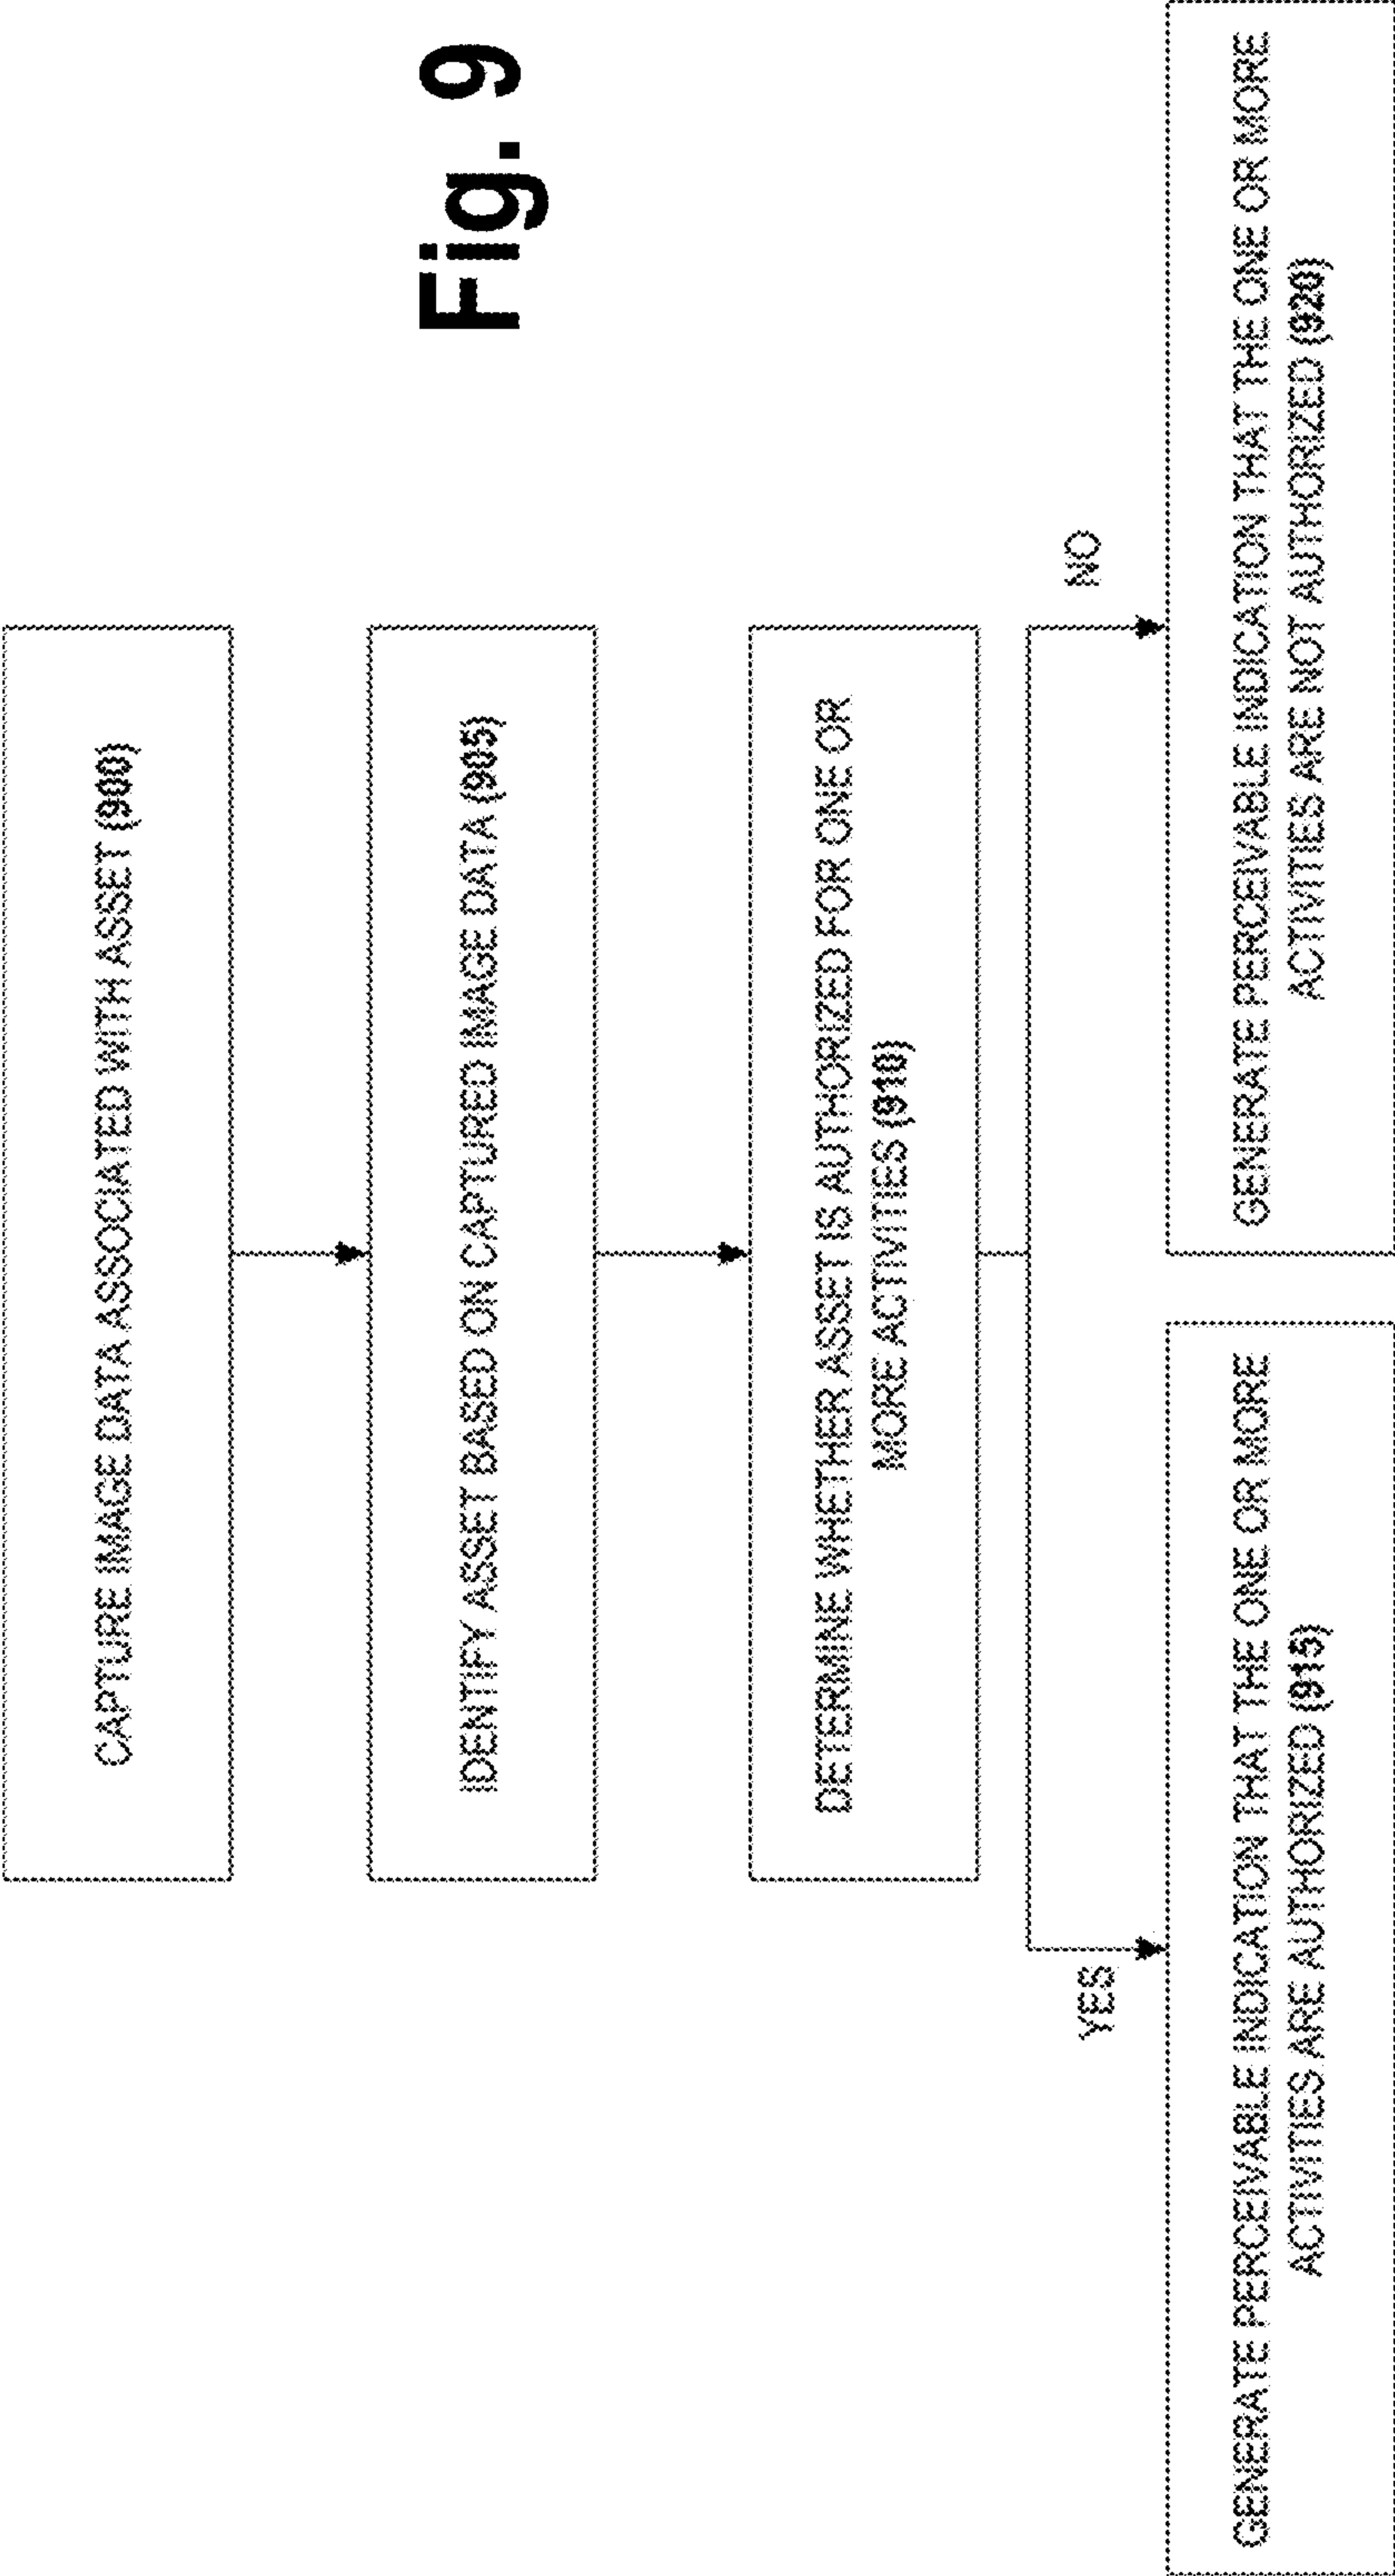 CAPTURE IMAGE DATA ASSOCIATED WITH ASSET (900)
IDENTIFY ASSET BASED ON CAPTURED IMAGE DATA (905)
DETERMINE WHETHER ASSET IS AUTHORIZED FOR ONE OR
MORE ACTIVITIES (910)
YES
NO
GENERATE PERCEIVABLE INDICATION THAT THE ONE OR MORE
ACTIVITIES ARE AUTHORIZED (915)
GENERATE PERCEIVABLE INDICATION THAT THE ONE OR MORE
ACTIVITIES ARE NOT AUTHORIZED (920)
Fig. 9